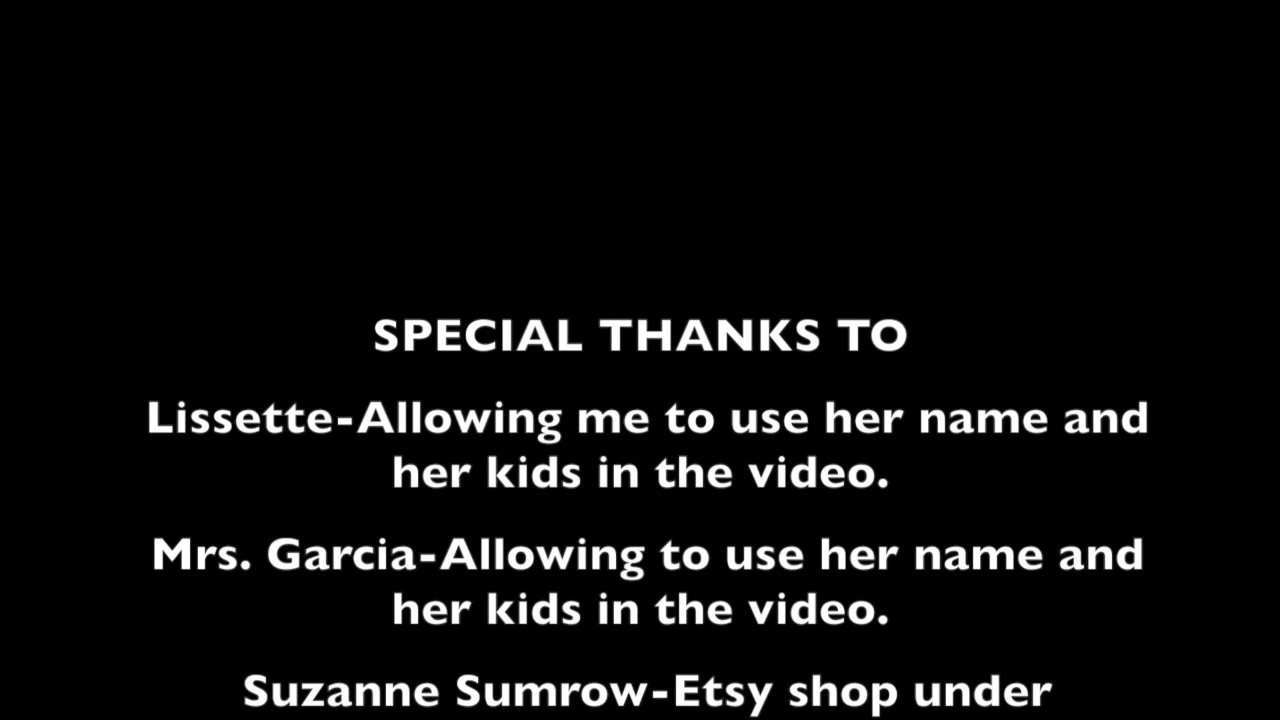 SPECIAL THANKS TO
Lissette-Allowing me to use her name and
her kids in the video.
Mrs. Garcia-Allowing to use her name and
her kids in the video.
Suzanne Sumrow-Etsy shop under